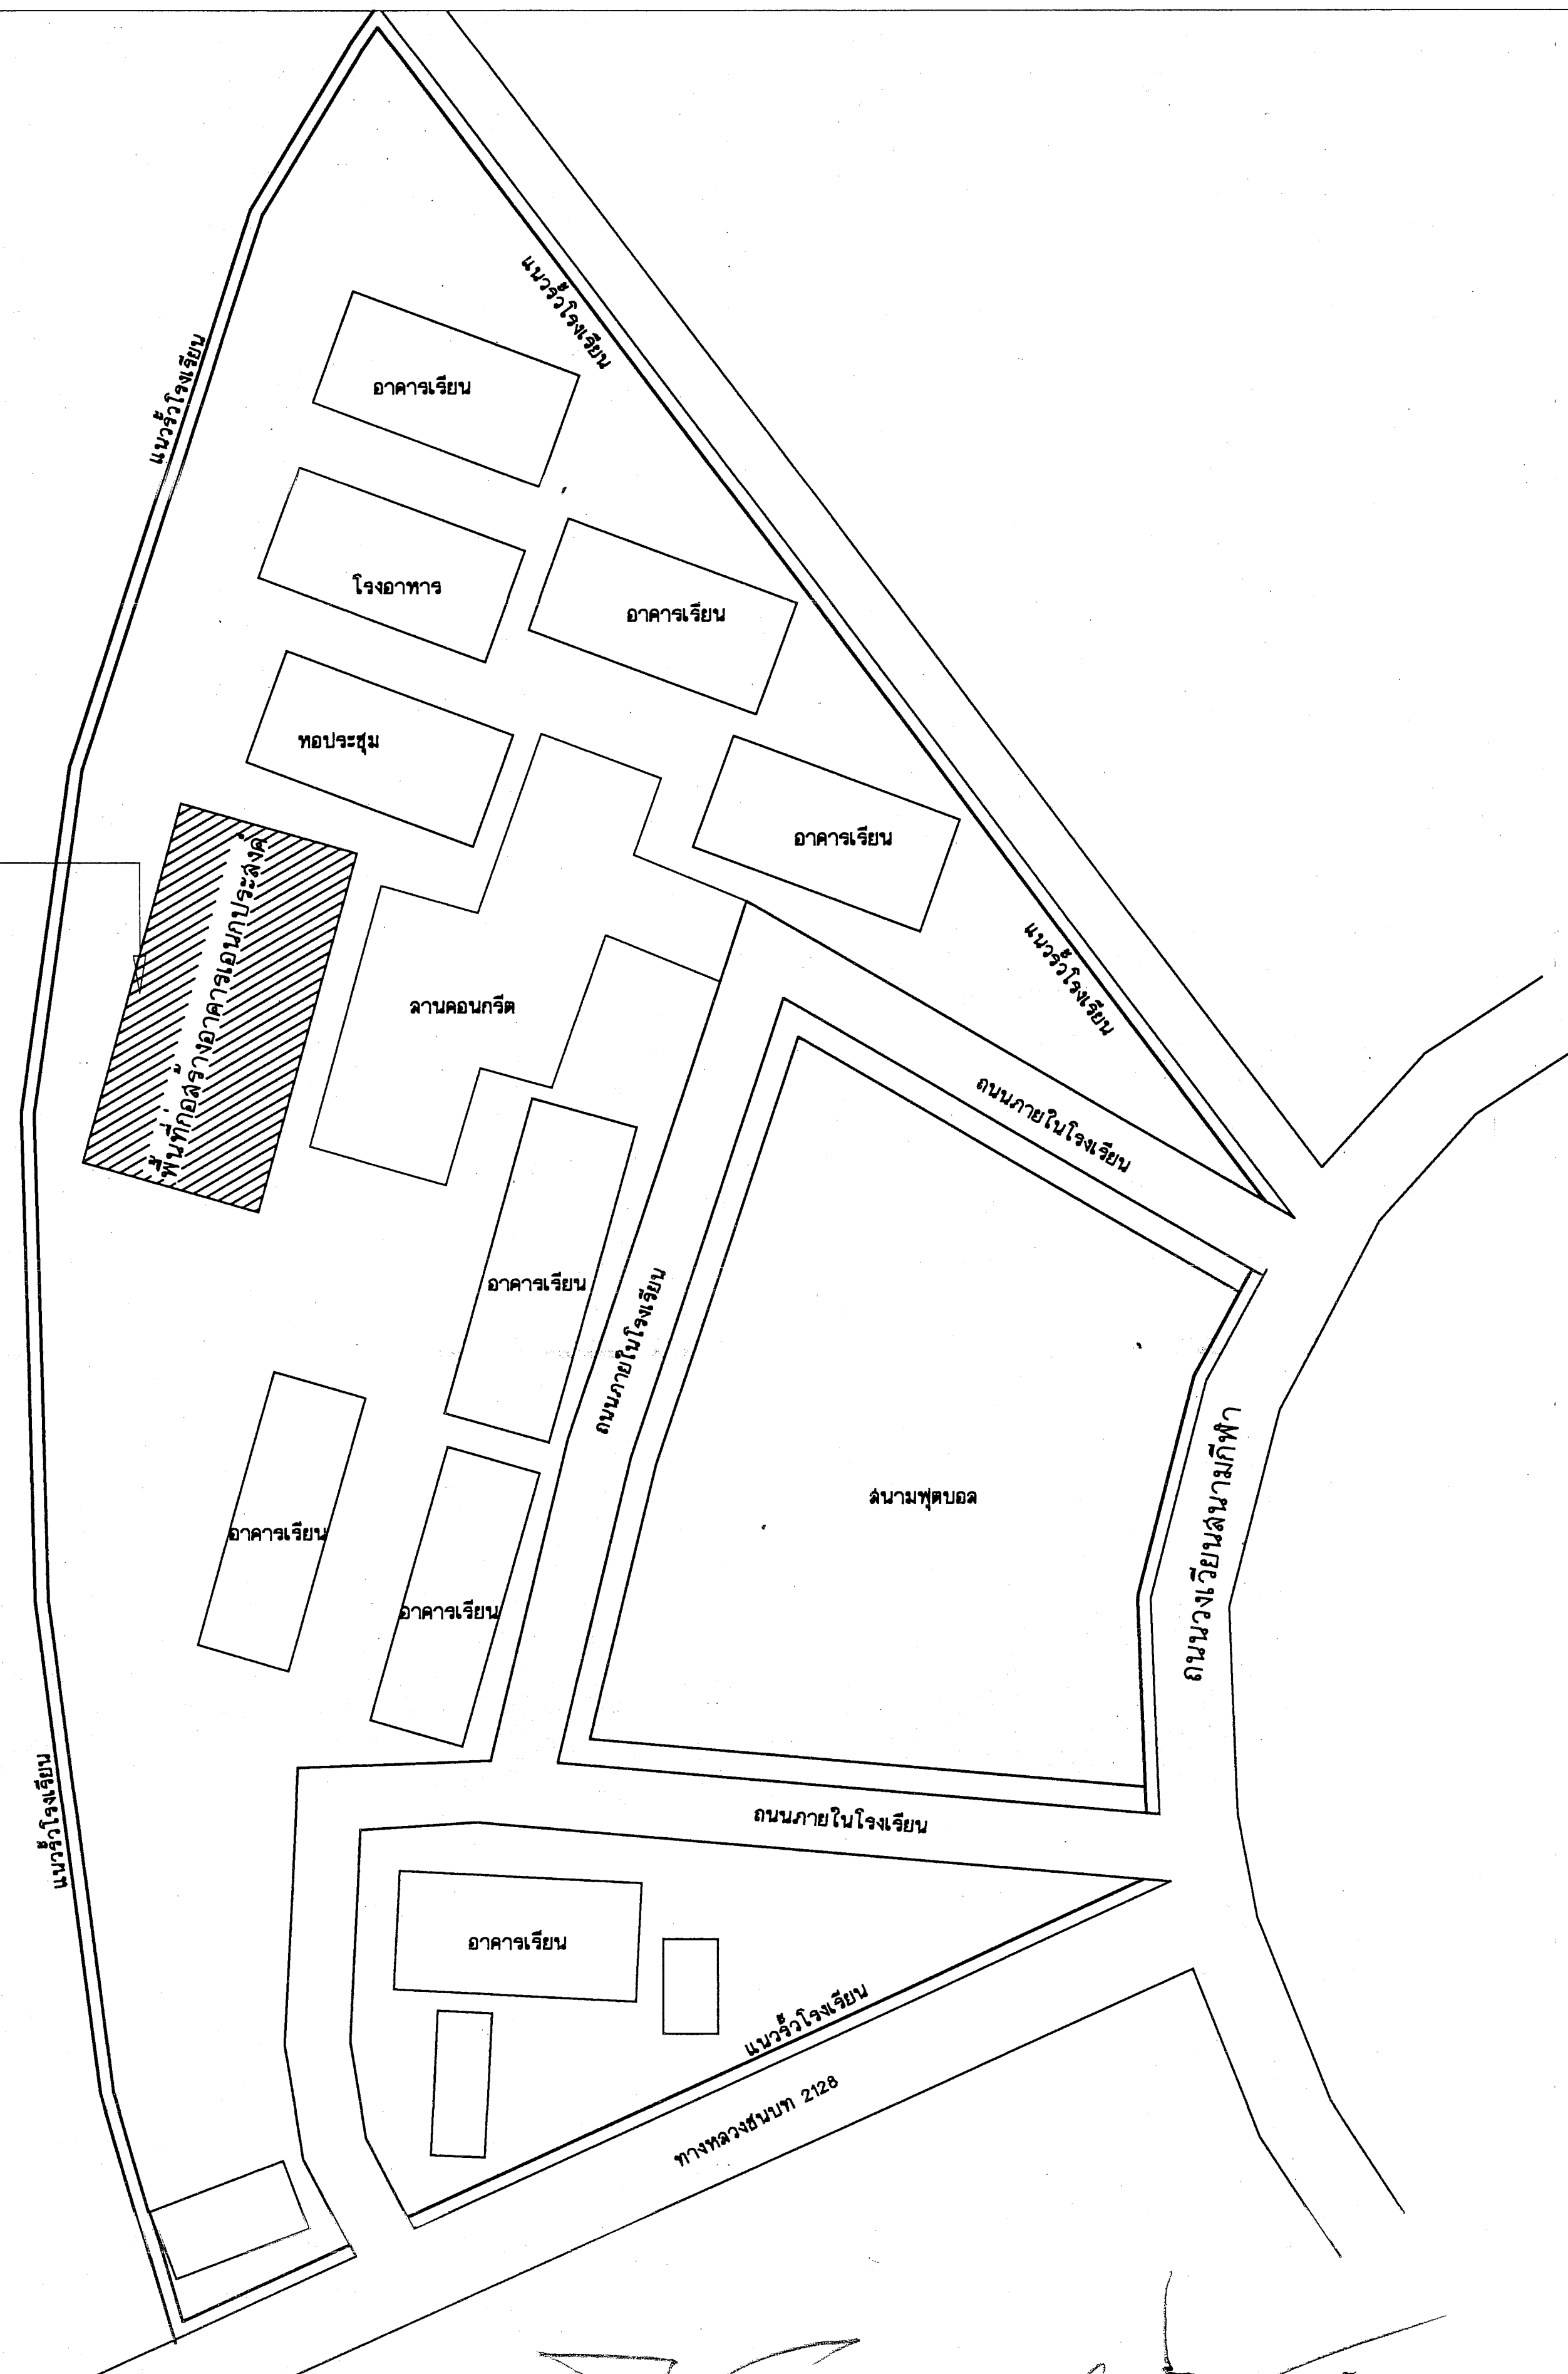 แนวรั้วโรงเรียน
แนวรั้วโรงเรียน
อาคารเรียน
โรงอาหาร
อาคารเรียน
หอประชุม
อาคารเรียน
พื้นที่ก่อสร้างอาคารเอนกประสงค์
แนวรั้วโรงเรียน
ลานคอนกรีต
ถนนภายในโรงเรียน
อาคารเรียน
ถนนภายในโรงเรียน
สนามฟุตบอล
ถนนวงเวียนสนามกีฬา
อาคารเรียน
อาคารเรียน
แนวรั้วโรงเรียน
ถนนภายในโรงเรียน
อาคารเรียน
แนวรั้วโรงเรียน
ทางหลวงชนบท 2128